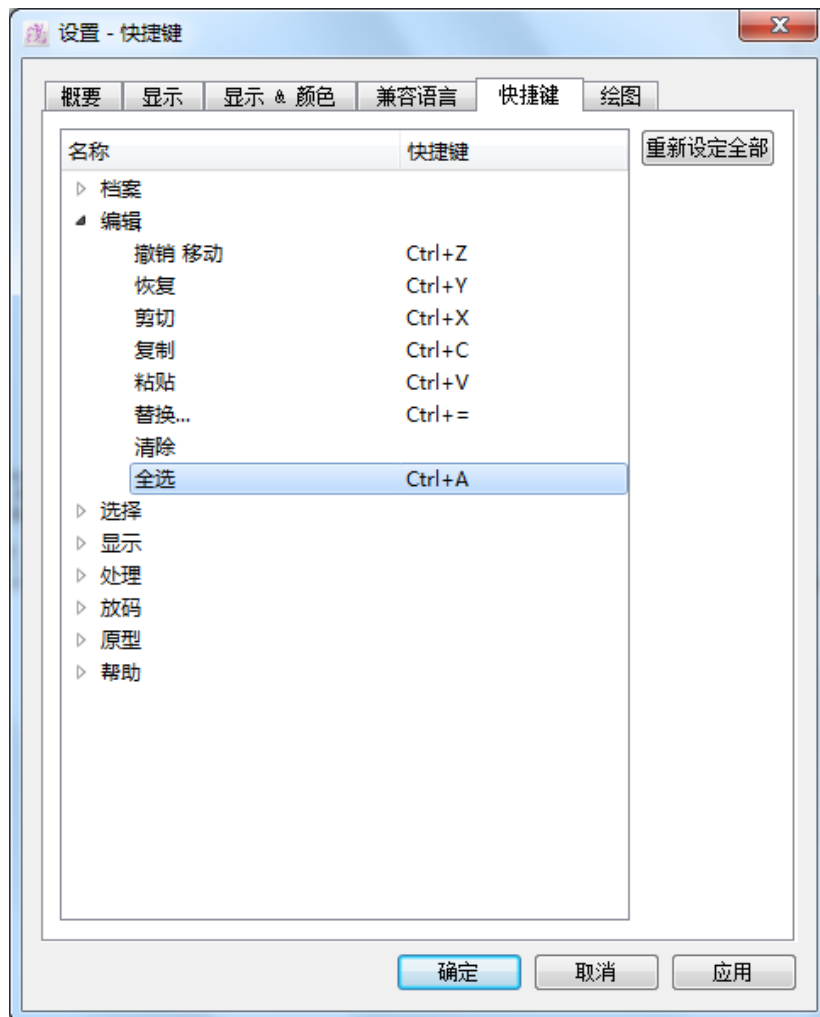 设置 - 快捷键
概要 显示 显示 & 颜色 兼容语言 快捷键 绘图
名称 快捷键 重新设定全部
档案
编辑
撤销 移动 Ctrl+Z
恢复 Ctrl+Y
剪切 Ctrl+X
复制 Ctrl+C
粘贴 Ctrl+V
替换... Ctrl+=
清除
全选 Ctrl+A
选择
显示
处理
放码
原型
帮助
确定 取消 应用